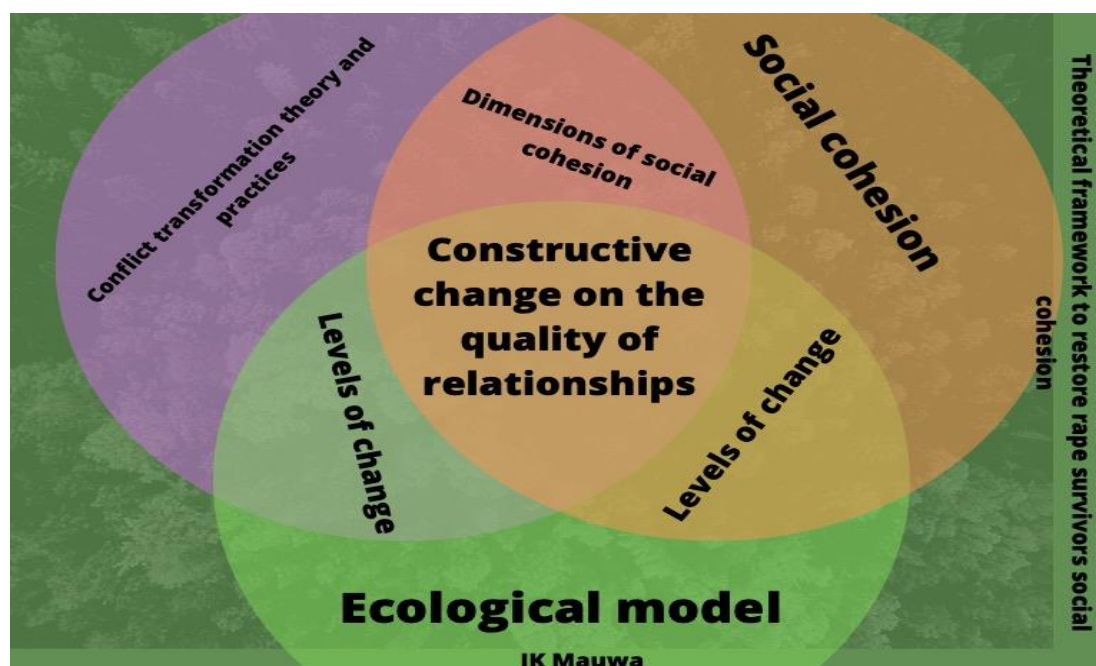 Conflict transformation theory and
practices
Dimensions of social
cohesion
Social cohesion
Constructive
change on the
quality of
relationships
Levels of change
Levels of change
Ecological model
Theoretical framework to restore rape survivors social
cohesion
JK Mauwa